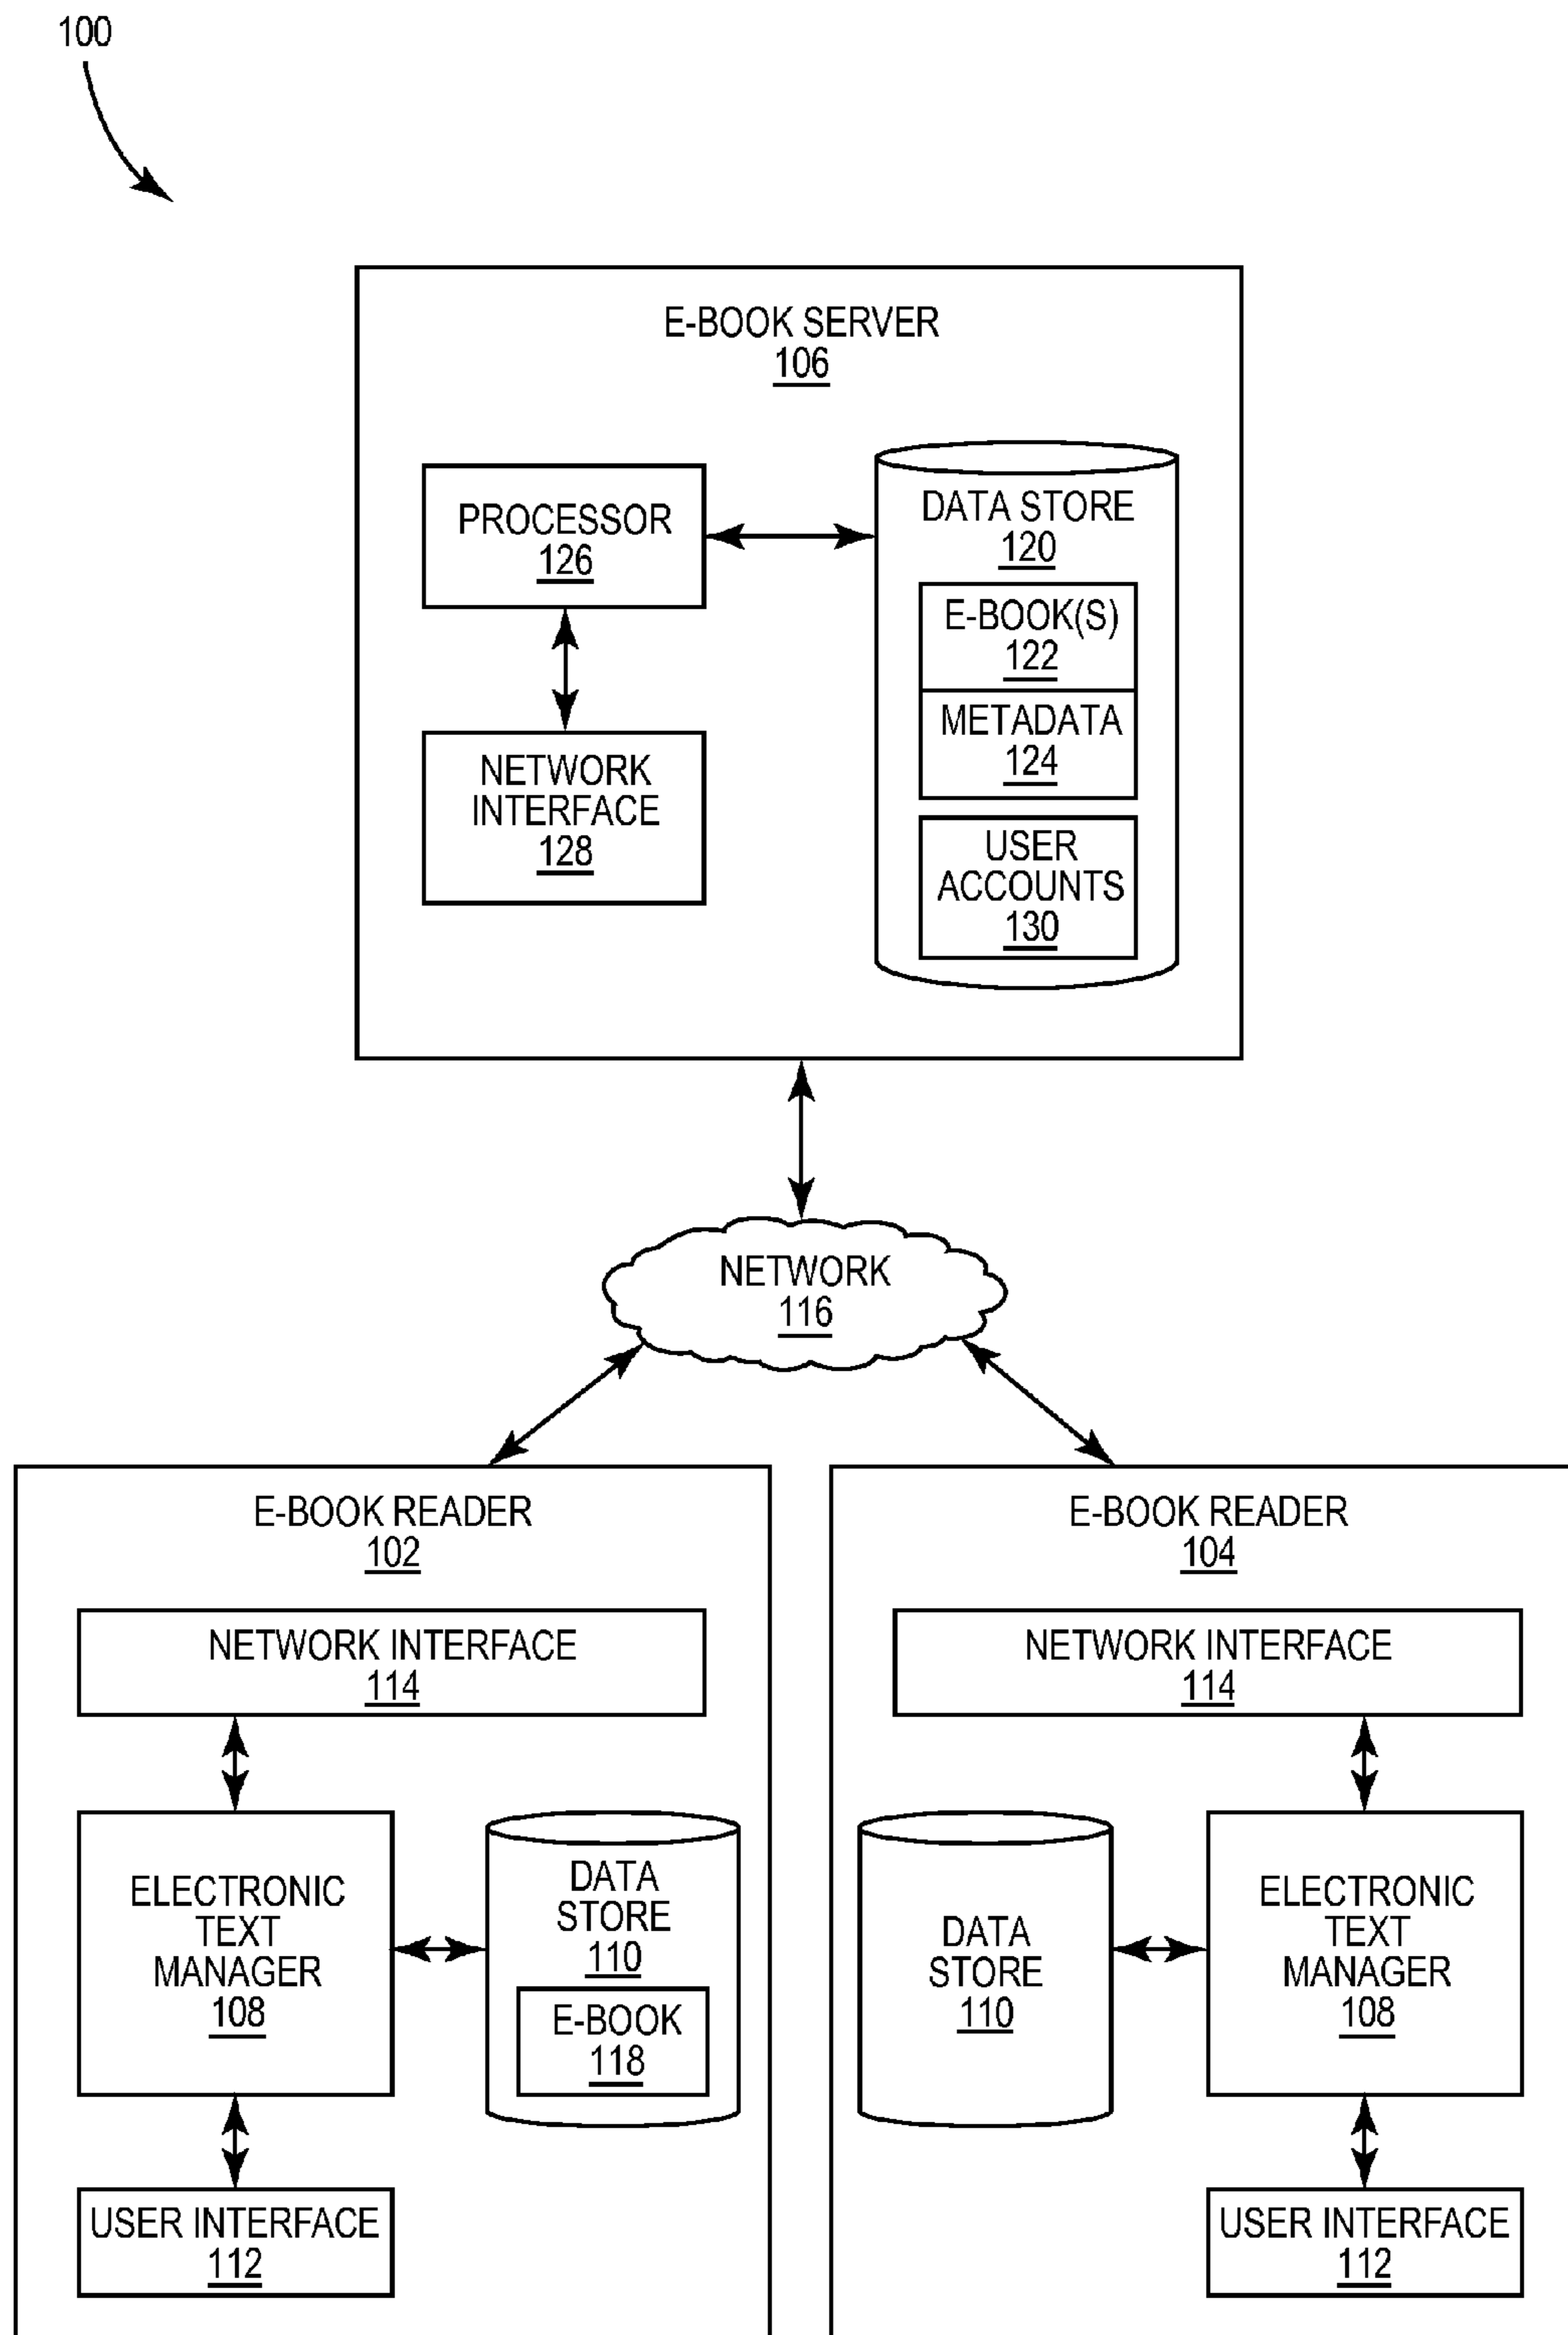 100
E-BOOK SERVER
106
PROCESSOR
126
NETWORK
INTERFACE
128
DATA STORE
120
E-BOOK(S)
122
METADATA
124
USER
ACCOUNTS
130
NETWORK
116
E-BOOK READER
102
NETWORK INTERFACE
114
ELECTRONIC
TEXT
MANAGER
108
DATA
STORE
110
E-BOOK
118
USER INTERFACE
112
E-BOOK READER
104
NETWORK INTERFACE
114
DATA
STORE
110
ELECTRONIC
TEXT
MANAGER
108
USER INTERFACE
112